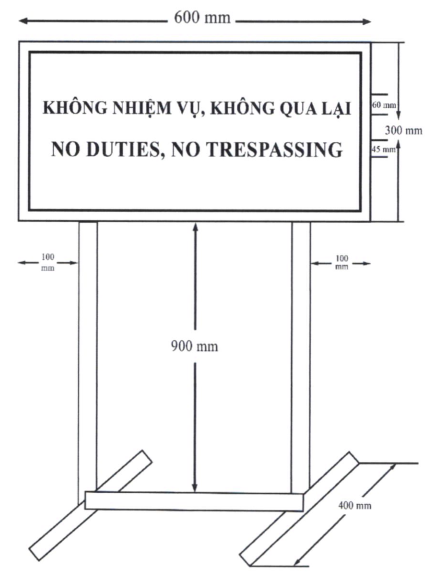 600 mm
KHÔNG NHIỆM VỤ, KHÔNG QUA LẠI
NO DUTIES, NO TRESPASSING
60 mm
300 mm
45 mm
100
mm
100
mm
900 mm
400 mm